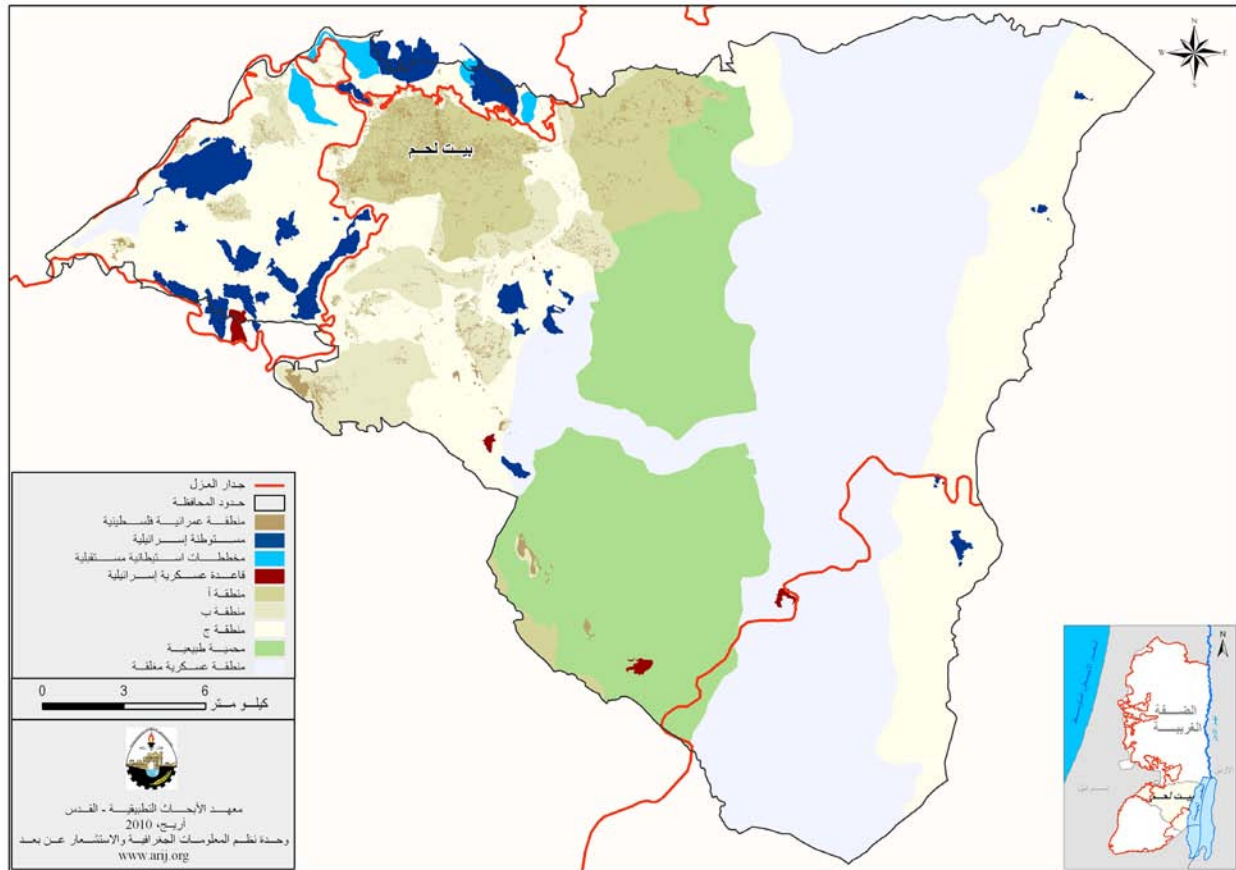 N
W E
S
بيت لحم
جدار العزل
حدود المحافظة
منطقة عمرانية فلسطينية
مستوطنة إسرائيلية
مخططات استيطانية مستقبلية
قاعدة عسكرية إسرائيلية
منطقة أ
منطقة ب
منطقة ج
محمية طبيعية
منطقة عسكرية مغلقة
0 3 6
كيلو متر
معهد الأبحاث التطبيقية - القدس
أريج، 2010
وحدة نظم المعلومات الجغرافية والاستشعار عن بعد
www.arij.org
N
الضفة
الغربية
بيت لحم